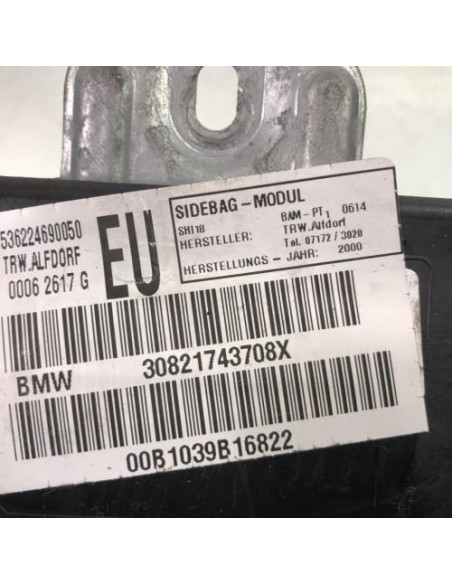 536224690050
TRW.ALFDORF
0006 2617 G
EU
SIDEBAG-MODUL
SHI18 BAM-PT1 0614
HERSTELLER: TRW.Alfdorf
Tel. 07172/3020
HERSTELLUNGS-JAHR: 2000
BMW 30821743708X
00B1039B16822